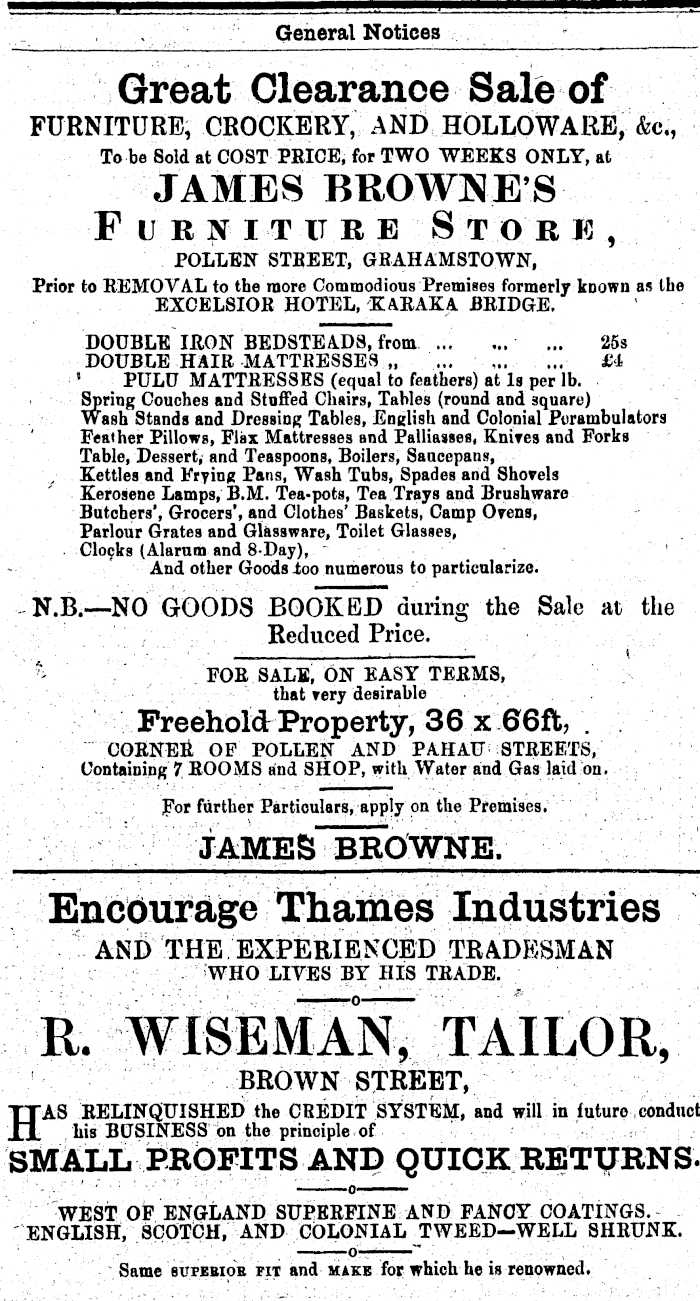 General Notices
Great Clearance Sale of
FURNITURE, CROCKERY, AND HOLLOWARE, &c.,
To be Sold at COST PRICE, for TWO WEEKS ONLY, at
JAMES BROWNE'S
FURNITURE STORE,
POLLEN STREET, GRAHAMSTOWN,
Prior to REMOVAL to the more Commodious Premises formerly known as the
EXCELSIOR HOTEL, KARAKA BRIDGE.
DOUBLE IRON BEDSTEADS, from ... ... ... 25s
DOUBLE HAIR MATTRESSES „ ... ... ... £4
PULU MATTRESSES (equal to feathers) at 1s per lb.
Spring Couches and Stuffed Chairs, Tables (round and square)
Wash Stands and Dressing Tables, English and Colonial Perambulators
Feather Pillows, Flax Mattresses and Palliasses, Knives and Forks
Table, Dessert, and Teaspoons, Boilers, Saucepans,
Kettles and Frying Pans, Wash Tubs, Spades and Shovels
Kerosene Lamps, B.M. Tea-pots, Tea Trays and Brushware
Butchers', Grocers', and Clothes' Baskets, Camp Ovens,
Parlour Grates and Glassware, Toilet Glasses,
Clocks (Alarum and 8-Day),
And other Goods too numerous to particularize.
N.B.—NO GOODS BOOKED during the Sale at the
Reduced Price.
FOR SALE, ON EASY TERMS,
that very desirable
Freehold Property, 36 x 66ft,
CORNER OF POLLEN AND PAHAU STREETS,
Containing 7 ROOMS and SHOP, with Water and Gas laid on.
For further Particulars, apply on the Premises.
JAMES BROWNE.
Encourage Thames Industries
AND THE EXPERIENCED TRADESMAN
WHO LIVES BY HIS TRADE.
R. WISEMAN, TAILOR,
BROWN STREET,
HAS RELINQUISHED the CREDIT SYSTEM, and will in future conduct
his BUSINESS on the principle of
SMALL PROFITS AND QUICK RETURNS.
WEST OF ENGLAND SUPERFINE AND FANCY COATINGS.
ENGLISH, SCOTCH, AND COLONIAL TWEED—WELL SHRUNK.
Same SUPERIOR FIT and MAKE for which he is renowned.